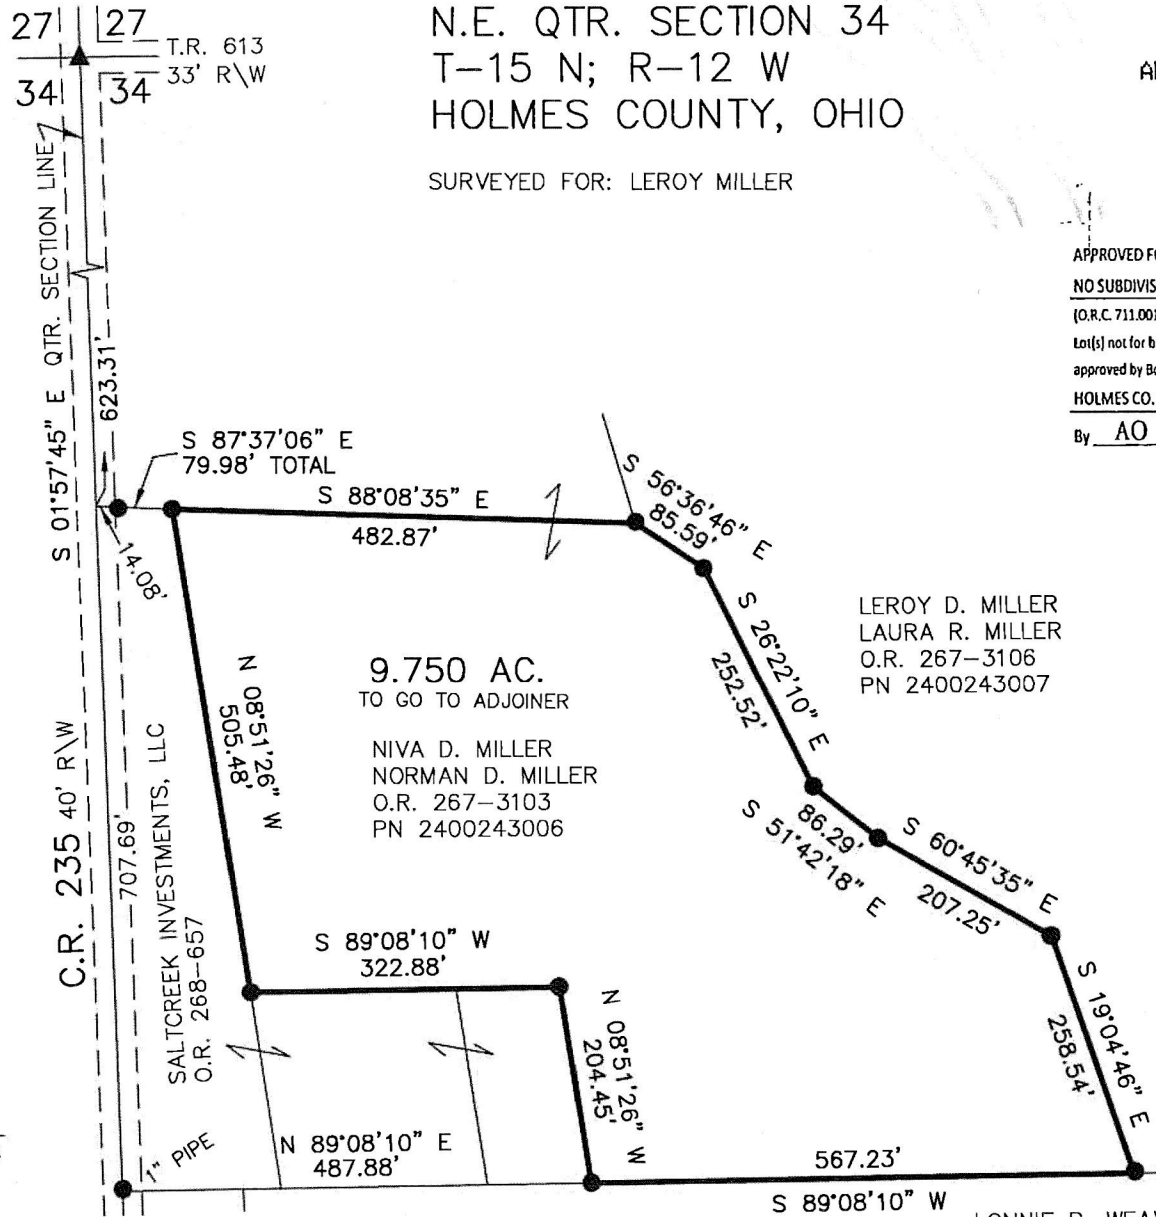 27 27
T.R. 613
33' R\W
34 34
N.E. QTR. SECTION 34
T-15 N; R-12 W
HOLMES COUNTY, OHIO
SURVEYED FOR: LEROY MILLER
APPROVED
NO
(O.R.C.
Lot(s) not for
approved by
HOLMES CO.
By AO
S 01°57'45" E QTR. SECTION LINE
623.31'
S 87°37'06" E
79.98' TOTAL
14.08'
S 88°08'35" E
482.87'
S 56°36'46" E
85.59'
S 26°22'10" E
252.52'
LEROY D. MILLER
LAURA R. MILLER
O.R. 267-3106
PN 2400243007
9.750 AC.
TO GO TO ADJOINER
NIVA D. MILLER
NORMAN D. MILLER
O.R. 267-3103
PN 2400243006
N 08°51'26" W
505.48'
C.R. 235 40' R\W
707.69'
SALTCREEK INVESTMENTS, LLC
O.R. 268-657
86.29'
S 51°42'18" E
S 60°45'35" E
207.25'
S 89°08'10" W
322.88'
N 08°51'26" W
204.45'
S 19°04'46" E
258.54'
1" PIPE
N 89°08'10" E
487.88'
567.23'
S 89°08'10" W